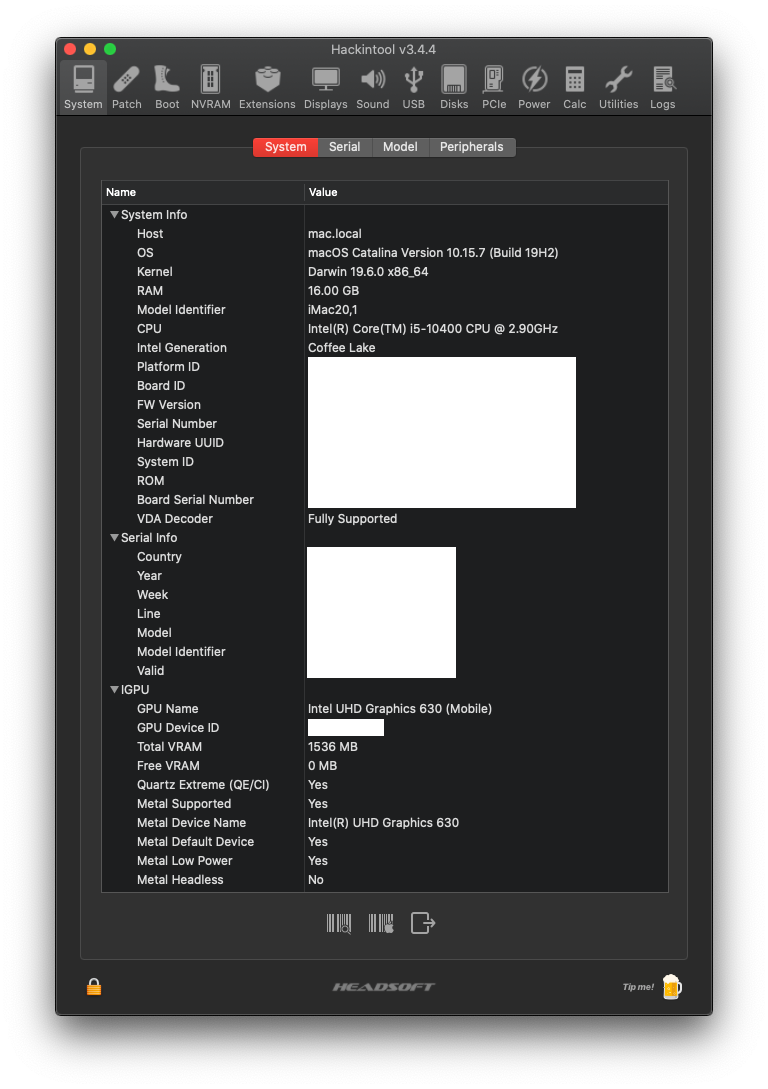 Hackintool v3.4.4
System Patch Boot NVRAM Extensions Displays Sound USB Disks PCIe Power Calc Utilities Logs
System Serial Model Peripherals
Name Value
System Info
Host mac.local
OS macOS Catalina Version 10.15.7 (Build 19H2)
Kernel Darwin 19.6.0 x86_64
RAM 16.00 GB
Model Identifier iMac20,1
CPU Intel(R) Core(TM) i5-10400 CPU @ 2.90GHz
Intel Generation Coffee Lake
Platform ID
Board ID
FW Version
Serial Number
Hardware UUID
System ID
ROM
Board Serial Number
VDA Decoder Fully Supported
Serial Info
Country
Year
Week
Line
Model
Model Identifier
Valid
IGPU
GPU Name Intel UHD Graphics 630 (Mobile)
GPU Device ID
Total VRAM 1536 MB
Free VRAM 0 MB
Quartz Extreme (QE/CI) Yes
Metal Supported Yes
Metal Device Name Intel(R) UHD Graphics 630
Metal Default Device Yes
Metal Low Power Yes
Metal Headless No
HEADSOFT Tip me!